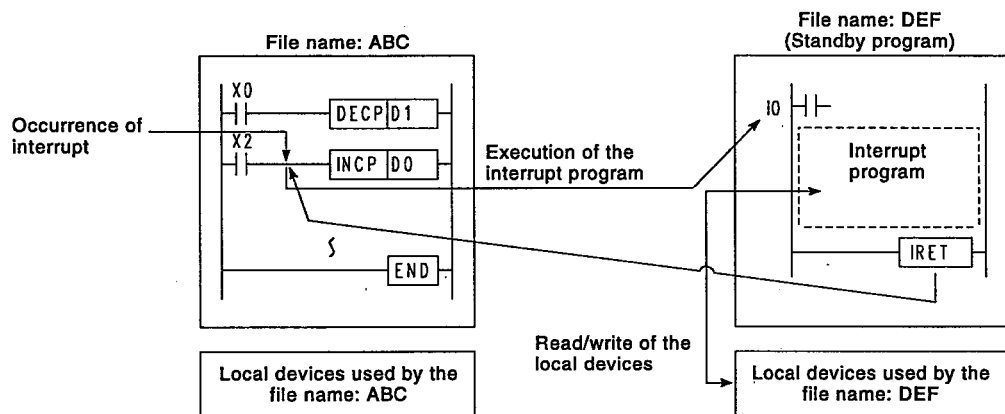 File name: ABC
File name: DEF
(Standby program)
X0
DECP D1
Occurrence of
interrupt
X2
INCP D0
Execution of the
interrupt program
I0
Interrupt
program
IRET
END
Read/write of the
local devices
Local devices used by the
file name: ABC
Local devices used by the
file name: DEF